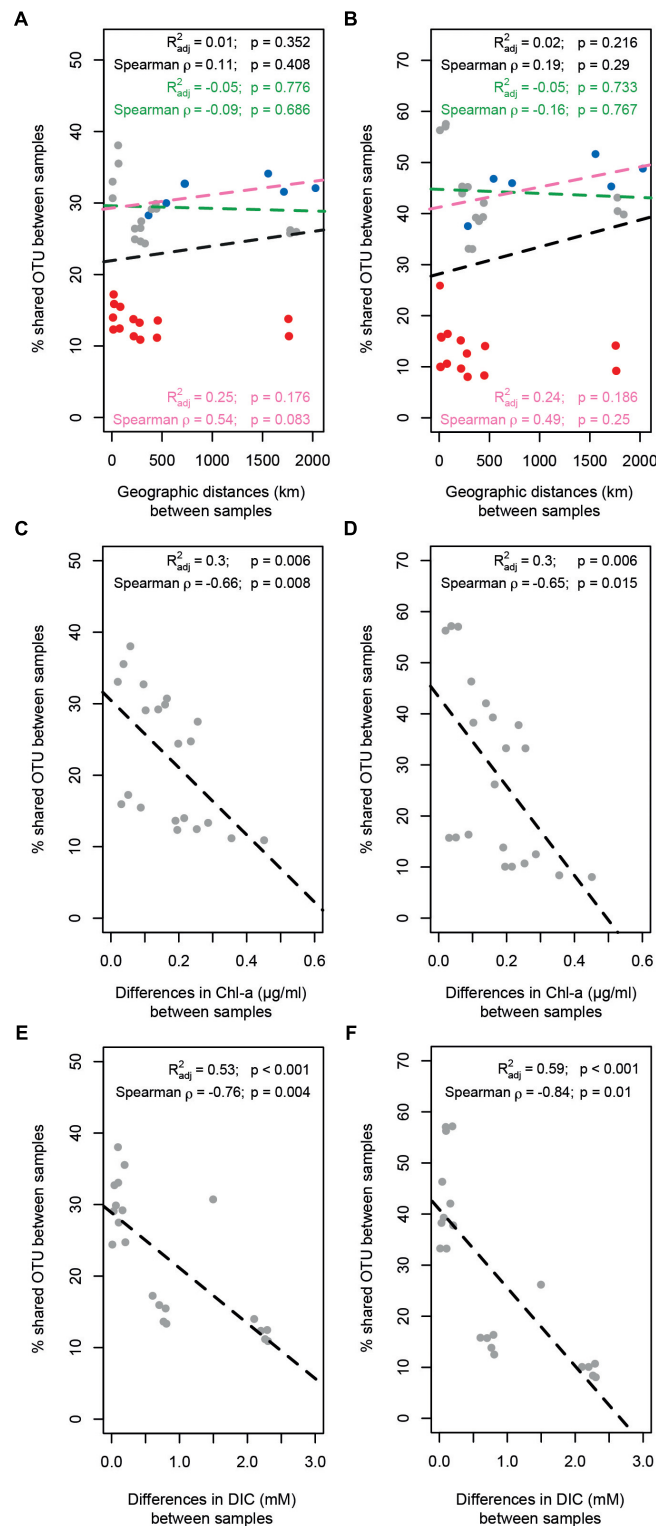 A
R²adj = 0.01; p = 0.352
Spearman ρ = 0.11; p = 0.408
R²adj = -0.05; p = 0.776
Spearman ρ = -0.09; p = 0.686
50
40
30
20
10
0
% shared OTU between samples
R²adj = 0.25; p = 0.176
Spearman ρ = 0.54; p = 0.083
0 500 1000 1500 2000
Geographic distances (km)
between samples
B
R²adj = 0.02; p = 0.216
Spearman ρ = 0.19; p = 0.29
R²adj = -0.05; p = 0.733
Spearman ρ = -0.16; p = 0.767
70
60
50
40
30
20
10
0
% shared OTU between samples
R²adj = 0.24; p = 0.186
Spearman ρ = 0.49; p = 0.25
0 500 1000 1500 2000
Geographic distances (km)
between samples
C
R²adj = 0.3; p = 0.006
Spearman ρ = -0.66; p = 0.008
50
40
30
20
10
0
% shared OTU between samples
0.0 0.2 0.4 0.6
Differences in Chl-a (µg/ml)
between samples
D
R²adj = 0.3; p = 0.006
Spearman ρ = -0.65; p = 0.015
70
60
50
40
30
20
10
0
% shared OTU between samples
0.0 0.2 0.4 0.6
Differences in Chl-a (µg/ml)
between samples
E
R²adj = 0.53; p < 0.001
Spearman ρ = -0.76; p = 0.004
50
40
30
20
10
0
% shared OTU between samples
0.0 1.0 2.0 3.0
Differences in DIC (mM)
between samples
F
R²adj = 0.59; p < 0.001
Spearman ρ = -0.84; p = 0.01
70
60
50
40
30
20
10
0
% shared OTU between samples
0.0 1.0 2.0 3.0
Differences in DIC (mM)
between samples